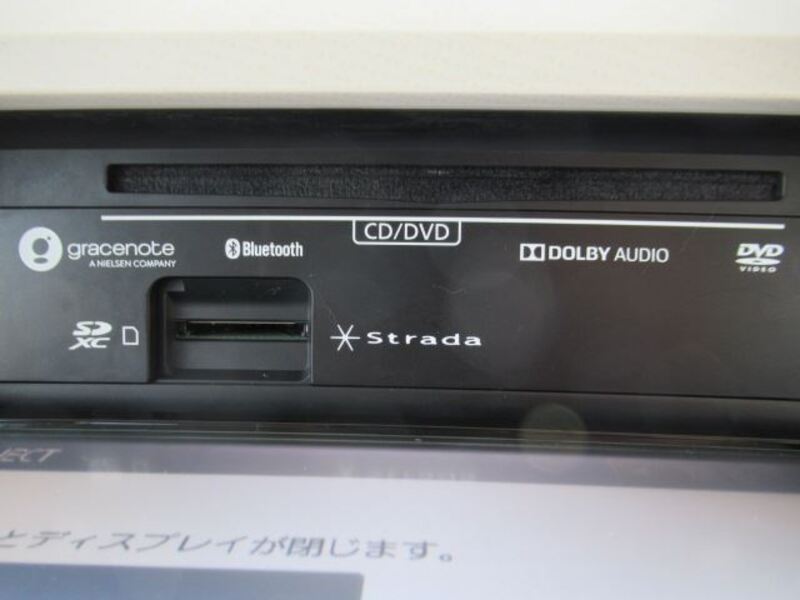 CD/DVD
gracenote
A NIELSEN COMPANY
Bluetooth
DOLBY AUDIO
DVD
VIDEO
SD
XC
Strada
JECT
とディスプレイが閉じます。